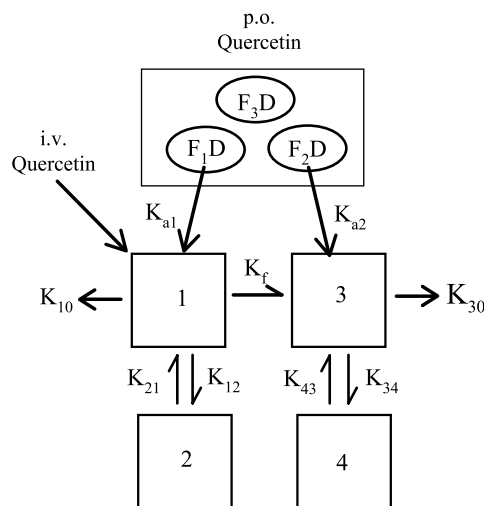 p.o.
Quercetin
F3D
F1D
F2D
i.v.
Quercetin
Ka1
Ka2
K10
1
Kf
3
K30
K21
K12
K43
K34
2
4